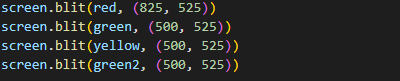 screen.blit(red, (825, 525))
screen.blit(green, (500, 525))
screen.blit(yellow, (500, 525))
screen.blit(green2, (500, 525))